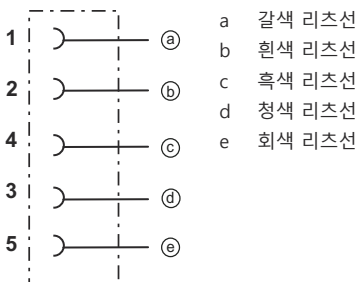 1 ⓐ
2 ⓑ
4 ⓒ
3 ⓓ
5 ⓔ
a 갈색 리츠선
b 흰색 리츠선
c 흑색 리츠선
d 청색 리츠선
e 회색 리츠선